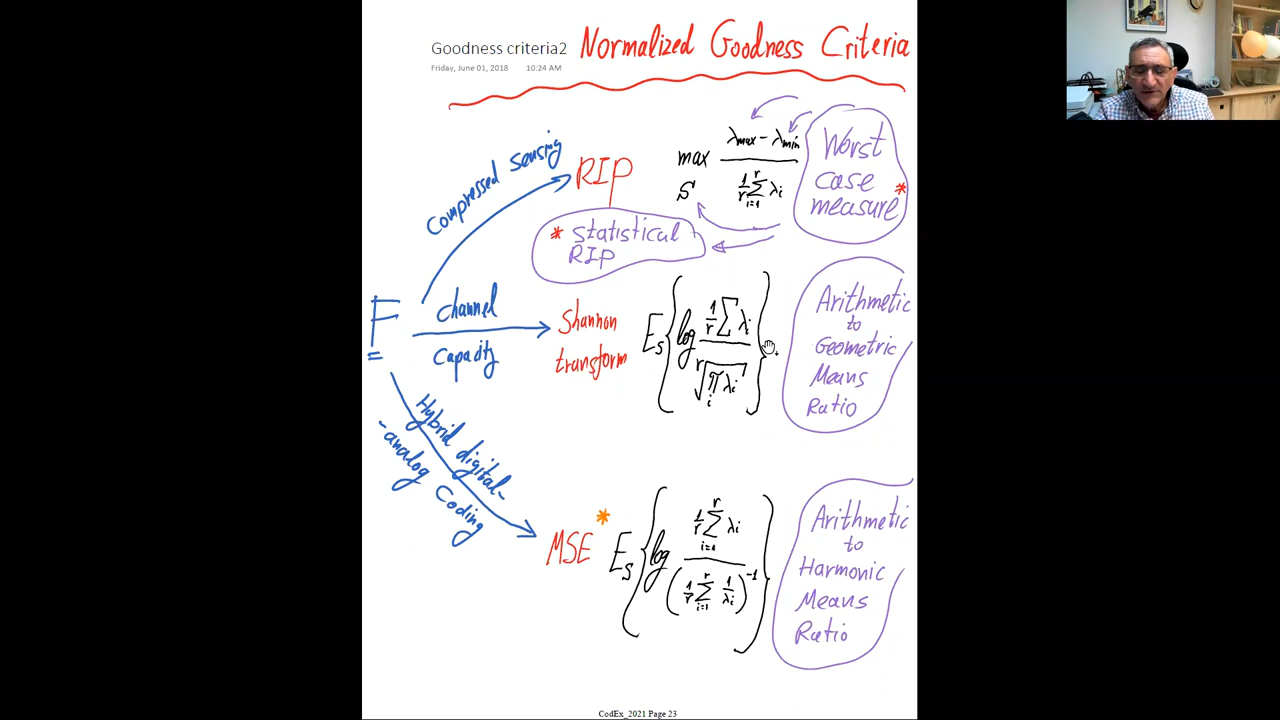 Goodness criteria2
Friday, June 01, 2018 10:24 AM
Normalized Goodness Criteria
Compressed sensing
RIP
max S (λmax − λmin) / (1/r ∑_{i=1}^{r} λi)
Worst
case
measure *
* Statistical
RIP
F
channel
Capacity
Shannon
transform
E_S { log (1/r ∑ λi) / (r√(π_i λi)) }
Arithmetic
to
Geometric
Means
Ratio
Hybrid digital-
-analog Coding
MSE *
E_S { log (1/r ∑_{i=1}^{r} λi) / (1/r ∑_{i=1}^{r} 1/λi)^{-1} }
Arithmetic
to
Harmonic
Means
Ratio
CodEx_2021 Page 23